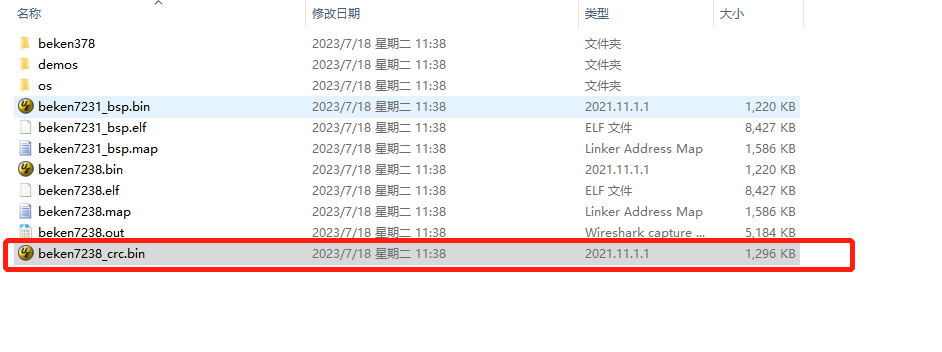 名称 修改日期 类型 大小
beken378 2023/7/18 星期二 11:38 文件夹
demos 2023/7/18 星期二 11:38 文件夹
os 2023/7/18 星期二 11:38 文件夹
beken7231_bsp.bin 2023/7/18 星期二 11:38 2021.11.1.1 1,220 KB
beken7231_bsp.elf 2023/7/18 星期二 11:38 ELF 文件 8,427 KB
beken7231_bsp.map 2023/7/18 星期二 11:38 Linker Address Map 1,586 KB
beken7238.bin 2023/7/18 星期二 11:38 2021.11.1.1 1,220 KB
beken7238.elf 2023/7/18 星期二 11:38 ELF 文件 8,427 KB
beken7238.map 2023/7/18 星期二 11:38 Linker Address Map 1,586 KB
beken7238.out 2023/7/18 星期二 11:38 Wireshark capture ... 5,184 KB
beken7238_crc.bin 2023/7/18 星期二 11:38 2021.11.1.1 1,296 KB